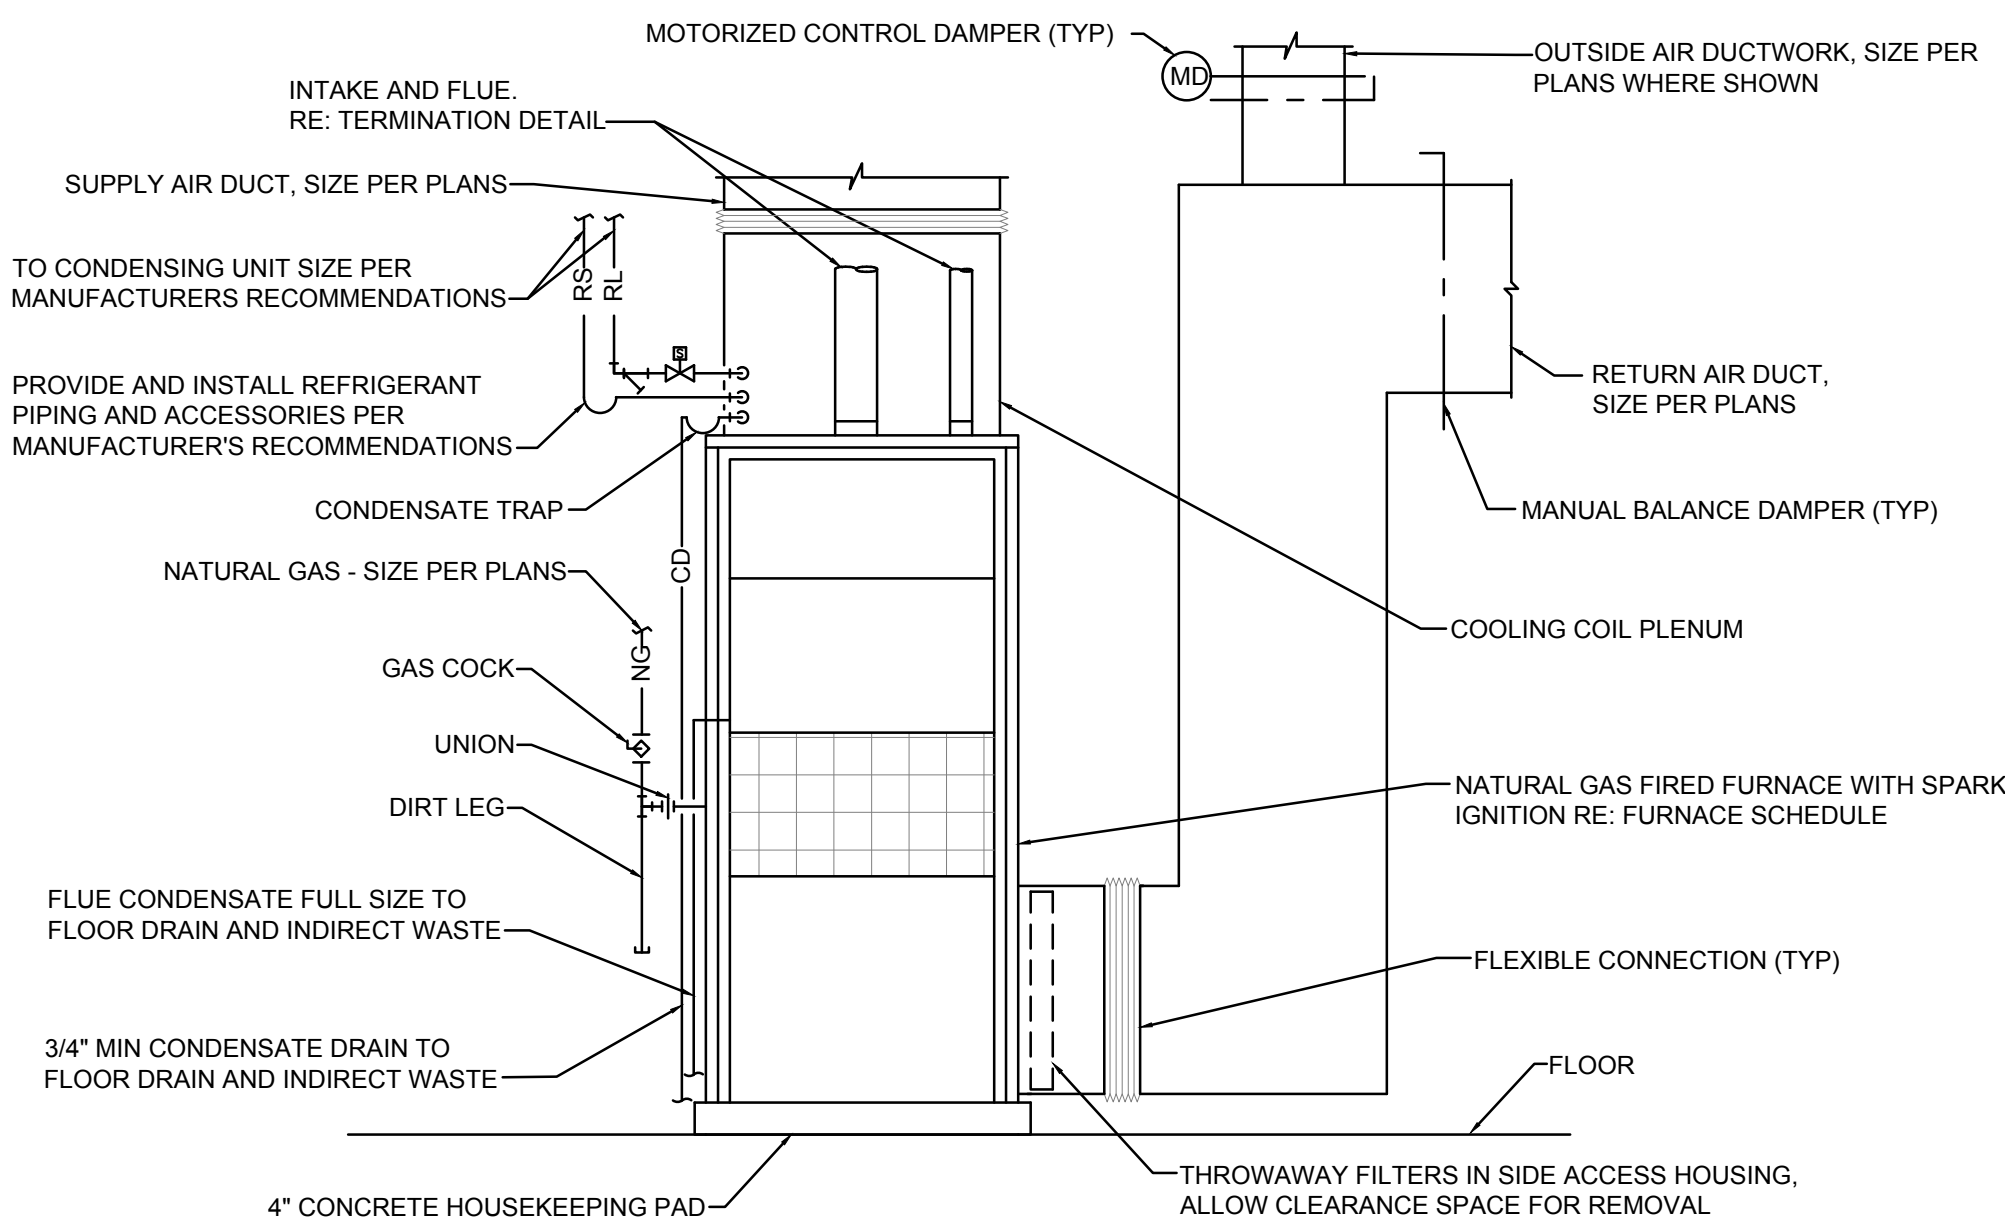 MOTORIZED CONTROL DAMPER (TYP)
MD
OUTSIDE AIR DUCTWORK, SIZE PER
PLANS WHERE SHOWN
INTAKE AND FLUE.
RE: TERMINATION DETAIL
SUPPLY AIR DUCT, SIZE PER PLANS
TO CONDENSING UNIT SIZE PER
MANUFACTURERS RECOMMENDATIONS
RS
RL
S
PROVIDE AND INSTALL REFRIGERANT
PIPING AND ACCESSORIES PER
MANUFACTURER'S RECOMMENDATIONS
RETURN AIR DUCT,
SIZE PER PLANS
CONDENSATE TRAP
MANUAL BALANCE DAMPER (TYP)
CD
NATURAL GAS - SIZE PER PLANS
COOLING COIL PLENUM
NG
GAS COCK
UNION
DIRT LEG
NATURAL GAS FIRED FURNACE WITH SPARK
IGNITION RE: FURNACE SCHEDULE
FLUE CONDENSATE FULL SIZE TO
FLOOR DRAIN AND INDIRECT WASTE
FLEXIBLE CONNECTION (TYP)
3/4" MIN CONDENSATE DRAIN TO
FLOOR DRAIN AND INDIRECT WASTE
FLOOR
THROWAWAY FILTERS IN SIDE ACCESS HOUSING,
ALLOW CLEARANCE SPACE FOR REMOVAL
4" CONCRETE HOUSEKEEPING PAD